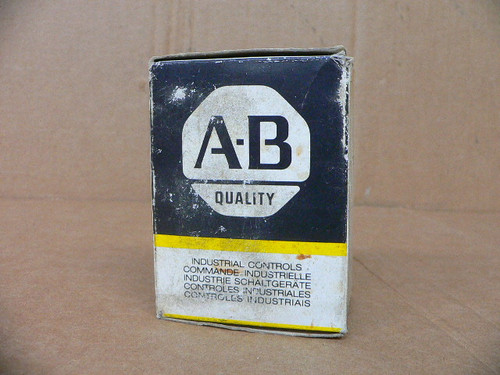 A-B
QUALITY
INDUSTRIAL CONTROLS
COMMANDE INDUSTRIELLE
INDUSTRIE SCHALTGERATE
CONTROLES INDUSTRIALES
CONTROLES INDUSTRIAIS